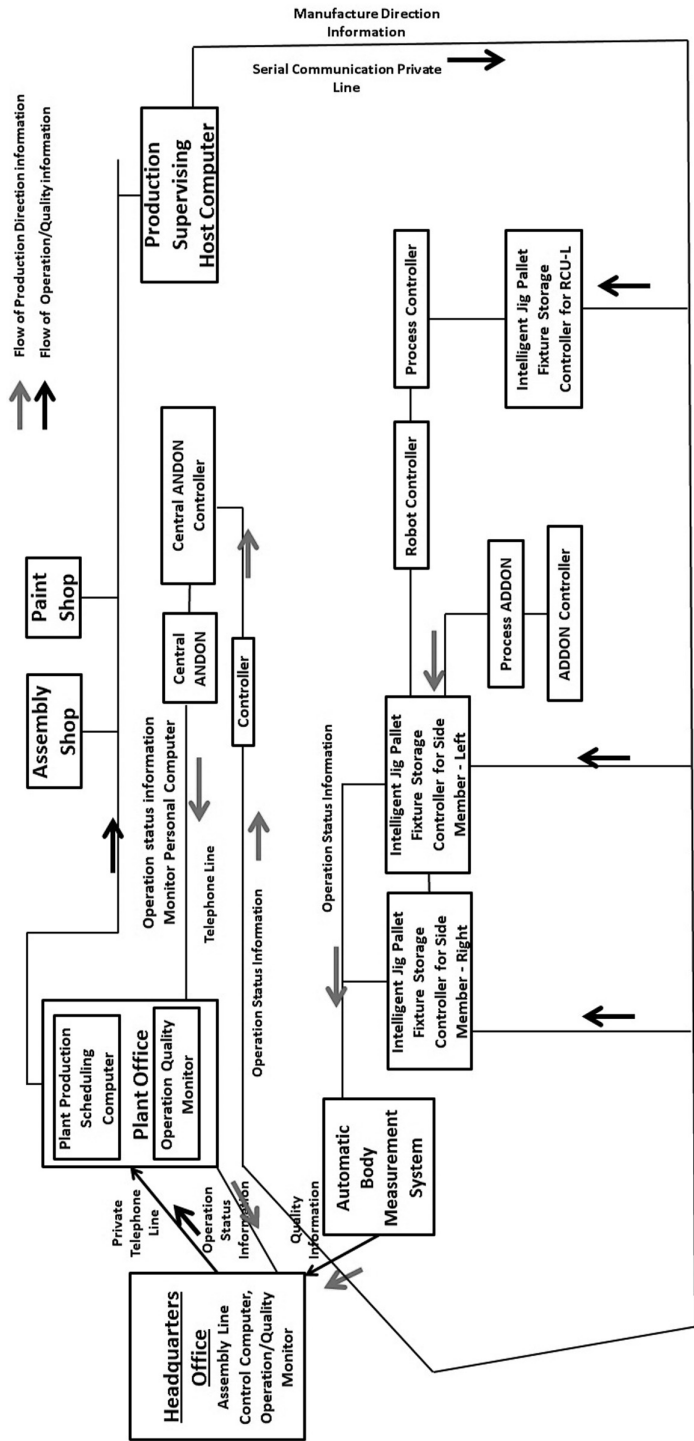 Flow of Production Direction information
Flow of Operation/Quality information
Manufacture Direction
Information
Serial Communication Private
Line
Production
Supervising
Host Computer
Paint
Shop
Assembly
Shop
Central ANDON
Controller
Central
ANDON
Controller
Operation status information
Monitor Personal Computer
Telephone Line
Operation Status Information
Plant Production
Scheduling
Computer
Plant Office
Operation Quality
Monitor
Private
Telephone
Line
Operation
Status
Information
Headquarters
Office
Assembly Line
Control Computer,
Operation/Quality
Monitor
Quality
Information
Automatic
Body
Measurement
System
Operation Status Information
Intelligent Jig Pallet
Fixture Storage
Controller for Side
Member - Right
Intelligent Jig Pallet
Fixture Storage
Controller for Side
Member - Left
Robot Controller
Process Controller
Process ADDON
ADDON Controller
Intelligent Jig Pallet
Fixture Storage
Controller for RCU-L